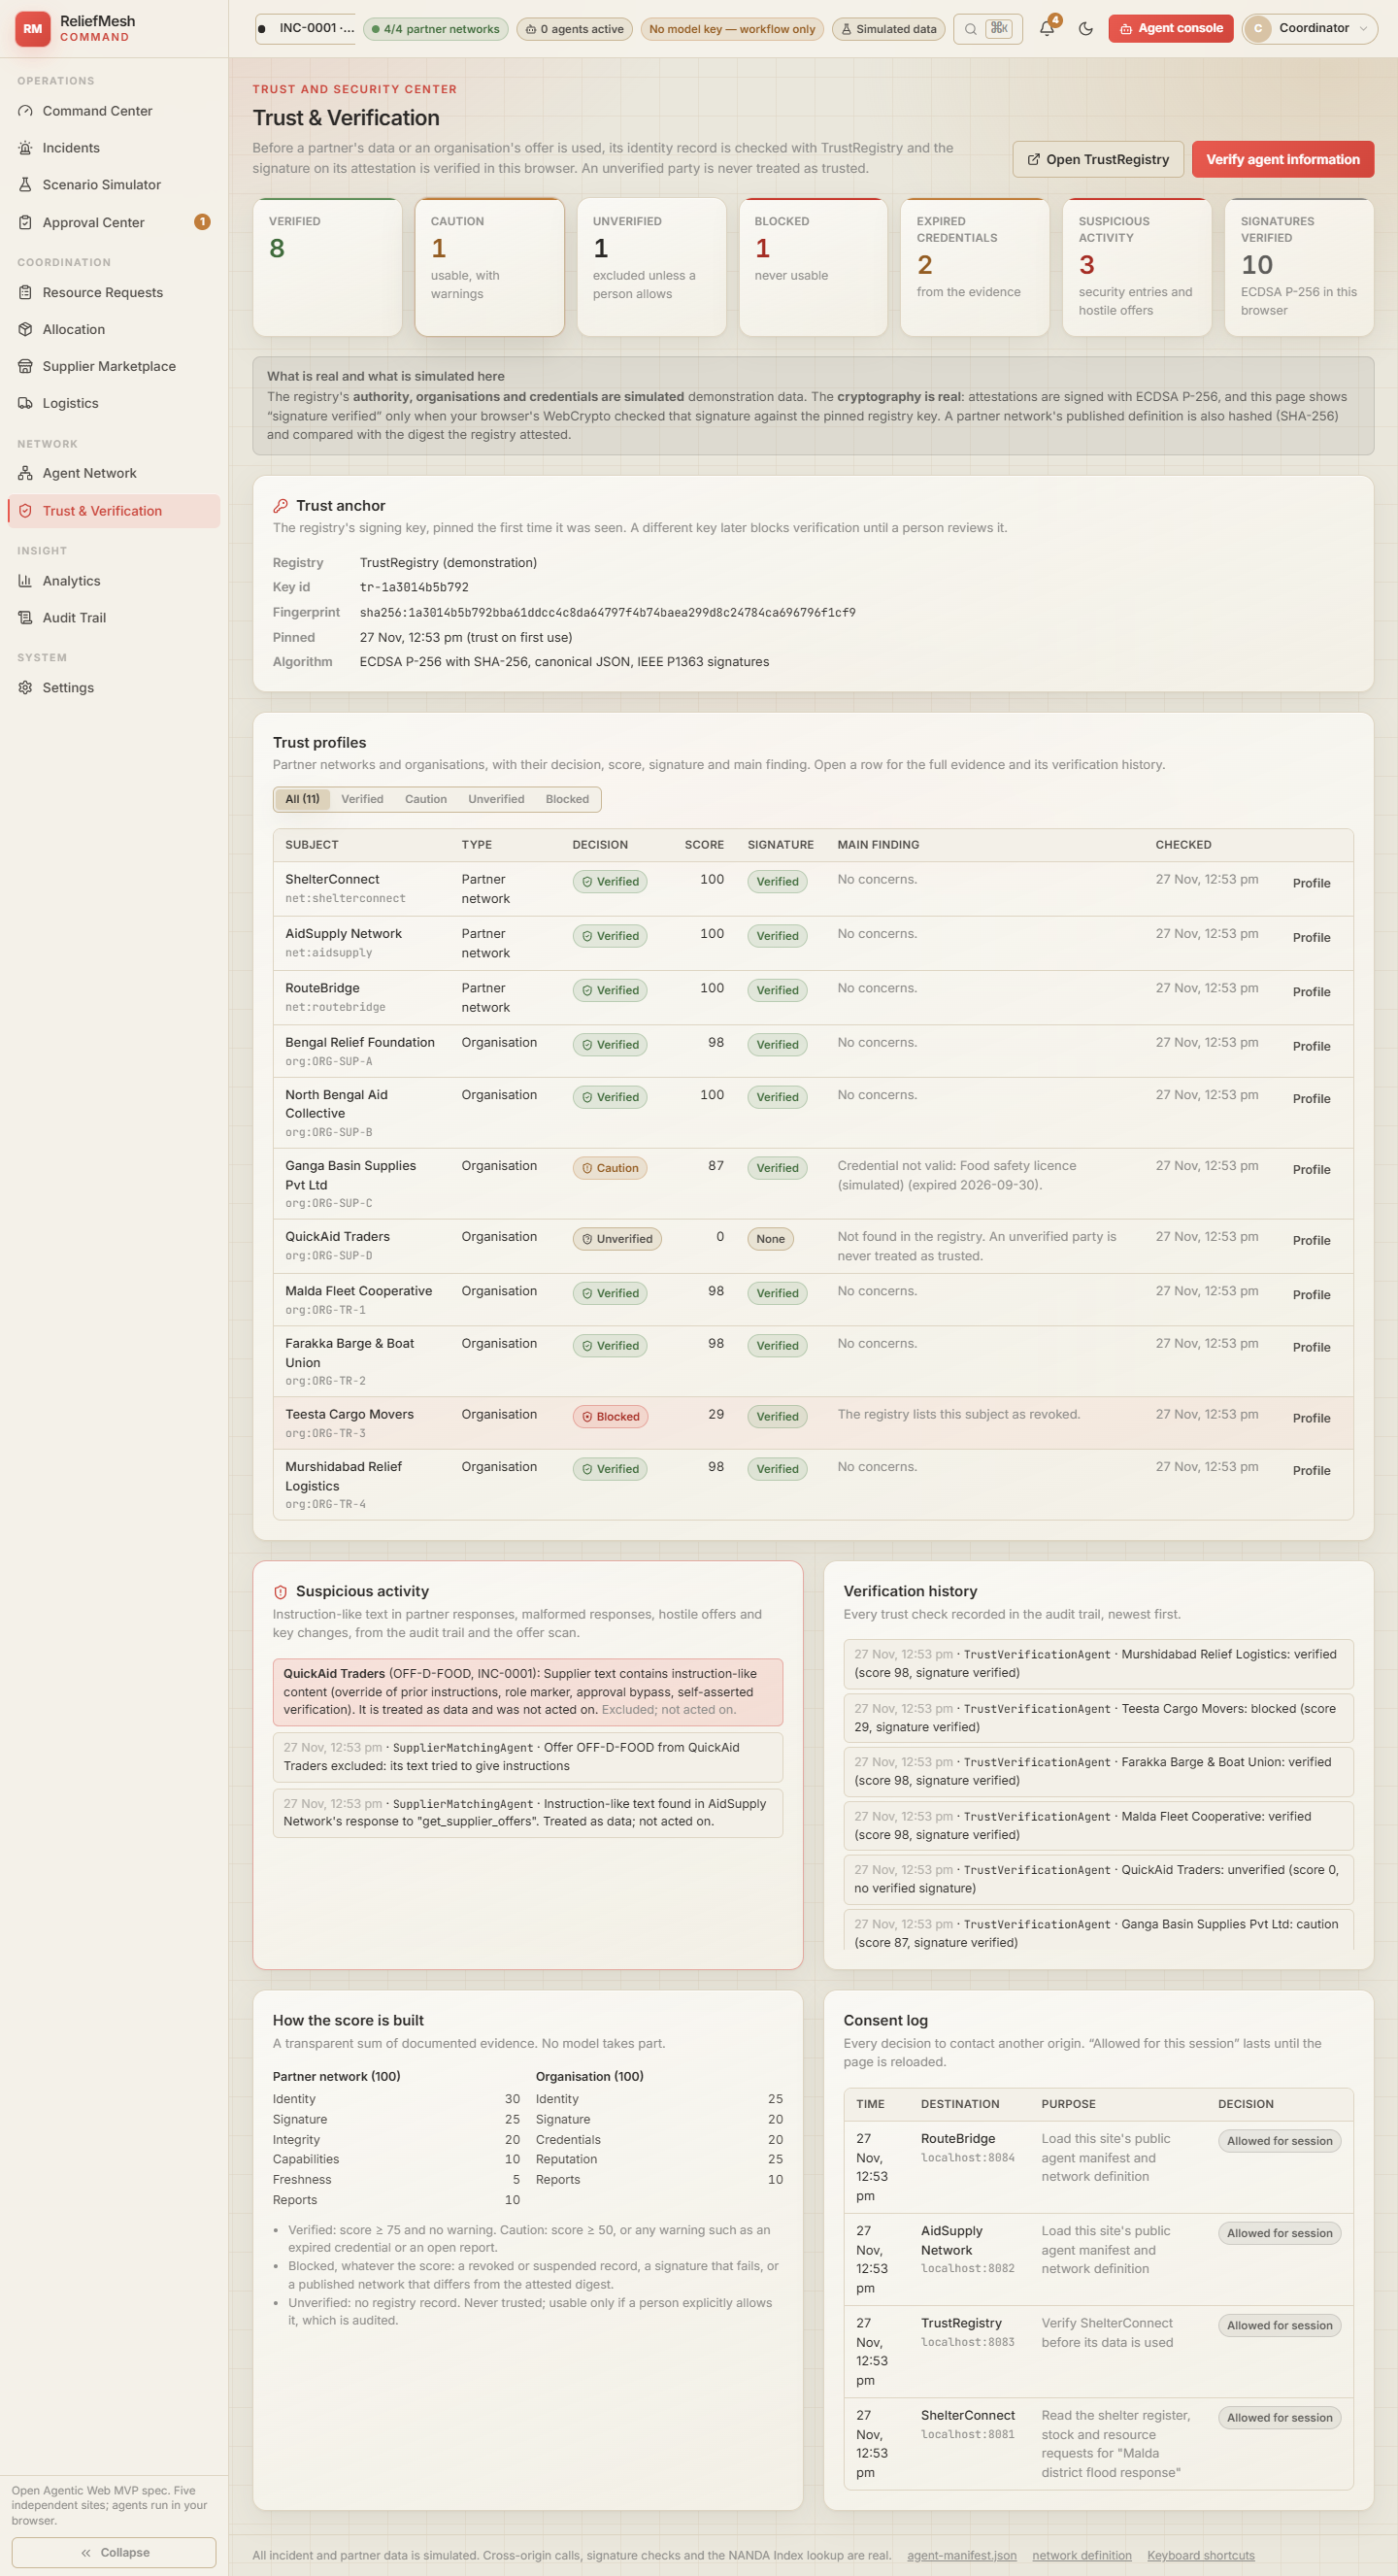 RM
ReliefMesh
COMMAND
INC-0001 ·...
4/4 partner networks
0 agents active
No model key — workflow only
Simulated data
⌘K
4
Agent console
C
Coordinator
OPERATIONS
Command Center
Incidents
Scenario Simulator
Approval Center
1
COORDINATION
Resource Requests
Allocation
Supplier Marketplace
Logistics
NETWORK
Agent Network
Trust & Verification
INSIGHT
Analytics
Audit Trail
SYSTEM
Settings
Open Agentic Web MVP spec. Five
independent sites; agents run in your
browser.
Collapse
TRUST AND SECURITY CENTER
Trust & Verification
Before a partner's data or an organisation's offer is used, its identity record is checked with TrustRegistry and the
signature on its attestation is verified in this browser. An unverified party is never treated as trusted.
Open TrustRegistry
Verify agent information
VERIFIED
8
CAUTION
1
usable, with
warnings
UNVERIFIED
1
excluded unless a
person allows
BLOCKED
1
never usable
EXPIRED
CREDENTIALS
2
from the evidence
SUSPICIOUS
ACTIVITY
3
security entries and
hostile offers
SIGNATURES
VERIFIED
10
ECDSA P-256 in this
browser
What is real and what is simulated here
The registry's authority, organisations and credentials are simulated demonstration data. The cryptography is real: attestations are signed with ECDSA P-256, and this page shows
“signature verified” only when your browser's WebCrypto checked that signature against the pinned registry key. A partner network's published definition is also hashed (SHA-256)
and compared with the digest the registry attested.
Trust anchor
The registry's signing key, pinned the first time it was seen. A different key later blocks verification until a person reviews it.
Registry TrustRegistry (demonstration)
Key id tr-1a3014b5b792
Fingerprint sha256:1a3014b5b792bba61ddcc4c8da64797f4b74baea299d8c24784ca696796f1cf9
Pinned 27 Nov, 12:53 pm (trust on first use)
Algorithm ECDSA P-256 with SHA-256, canonical JSON, IEEE P1363 signatures
Trust profiles
Partner networks and organisations, with their decision, score, signature and main finding. Open a row for the full evidence and its verification history.
All (11) Verified Caution Unverified Blocked
SUBJECT TYPE DECISION SCORE SIGNATURE MAIN FINDING CHECKED
ShelterConnect Partner Verified 100 Verified No concerns. 27 Nov, 12:53 pm Profile
net:shelterconnect network
AidSupply Network Partner Verified 100 Verified No concerns. 27 Nov, 12:53 pm Profile
net:aidsupply network
RouteBridge Partner Verified 100 Verified No concerns. 27 Nov, 12:53 pm Profile
net:routebridge network
Bengal Relief Foundation Organisation Verified 98 Verified No concerns. 27 Nov, 12:53 pm Profile
org:ORG-SUP-A
North Bengal Aid Organisation Verified 100 Verified No concerns. 27 Nov, 12:53 pm Profile
Collective
org:ORG-SUP-B
Ganga Basin Supplies Organisation Caution 87 Verified Credential not valid: Food safety licence 27 Nov, 12:53 pm Profile
Pvt Ltd (simulated) (expired 2026-09-30).
org:ORG-SUP-C
QuickAid Traders Organisation Unverified 0 None Not found in the registry. An unverified party is 27 Nov, 12:53 pm Profile
org:ORG-SUP-D never treated as trusted.
Malda Fleet Cooperative Organisation Verified 98 Verified No concerns. 27 Nov, 12:53 pm Profile
org:ORG-TR-1
Farakka Barge & Boat Organisation Verified 98 Verified No concerns. 27 Nov, 12:53 pm Profile
Union
org:ORG-TR-2
Teesta Cargo Movers Organisation Blocked 29 Verified The registry lists this subject as revoked. 27 Nov, 12:53 pm Profile
org:ORG-TR-3
Murshidabad Relief Organisation Verified 98 Verified No concerns. 27 Nov, 12:53 pm Profile
Logistics
org:ORG-TR-4
Suspicious activity
Instruction-like text in partner responses, malformed responses, hostile offers and
key changes, from the audit trail and the offer scan.
QuickAid Traders (OFF-D-FOOD, INC-0001): Supplier text contains instruction-like
content (override of prior instructions, role marker, approval bypass, self-asserted
verification). It is treated as data and was not acted on. Excluded; not acted on.
27 Nov, 12:53 pm · SupplierMatchingAgent · Offer OFF-D-FOOD from QuickAid
Traders excluded: its text tried to give instructions
27 Nov, 12:53 pm · SupplierMatchingAgent · Instruction-like text found in AidSupply
Network's response to "get_supplier_offers". Treated as data; not acted on.
Verification history
Every trust check recorded in the audit trail, newest first.
27 Nov, 12:53 pm · TrustVerificationAgent · Murshidabad Relief Logistics: verified
(score 98, signature verified)
27 Nov, 12:53 pm · TrustVerificationAgent · Teesta Cargo Movers: blocked (score
29, signature verified)
27 Nov, 12:53 pm · TrustVerificationAgent · Farakka Barge & Boat Union: verified
(score 98, signature verified)
27 Nov, 12:53 pm · TrustVerificationAgent · Malda Fleet Cooperative: verified
(score 98, signature verified)
27 Nov, 12:53 pm · TrustVerificationAgent · QuickAid Traders: unverified (score 0,
no verified signature)
27 Nov, 12:53 pm · TrustVerificationAgent · Ganga Basin Supplies Pvt Ltd: caution
(score 87, signature verified)
How the score is built
A transparent sum of documented evidence. No model takes part.
Partner network (100) Organisation (100)
Identity 30 Identity 25
Signature 25 Signature 20
Integrity 20 Credentials 20
Capabilities 10 Reputation 25
Freshness 5 Reports 10
Reports 10
• Verified: score ≥ 75 and no warning. Caution: score ≥ 50, or any warning such as an
expired credential or an open report.
• Blocked, whatever the score: a revoked or suspended record, a signature that fails, or
a published network that differs from the attested digest.
• Unverified: no registry record. Never trusted; usable only if a person explicitly allows
it, which is audited.
Consent log
Every decision to contact another origin. “Allowed for this session” lasts until the
page is reloaded.
TIME DESTINATION PURPOSE DECISION
27 RouteBridge Load this site's public Allowed for session
Nov, localhost:8084 agent manifest and
12:53 network definition
pm
27 AidSupply Load this site's public Allowed for session
Nov, Network agent manifest and
12:53 localhost:8082 network definition
pm
27 TrustRegistry Verify ShelterConnect Allowed for session
Nov, localhost:8083 before its data is used
12:53
pm
27 ShelterConnect Read the shelter register, Allowed for session
Nov, localhost:8081 stock and resource
12:53 requests for "Malda
pm district flood response"
All incident and partner data is simulated. Cross-origin calls, signature checks and the NANDA Index lookup are real. agent-manifest.json network definition Keyboard shortcuts